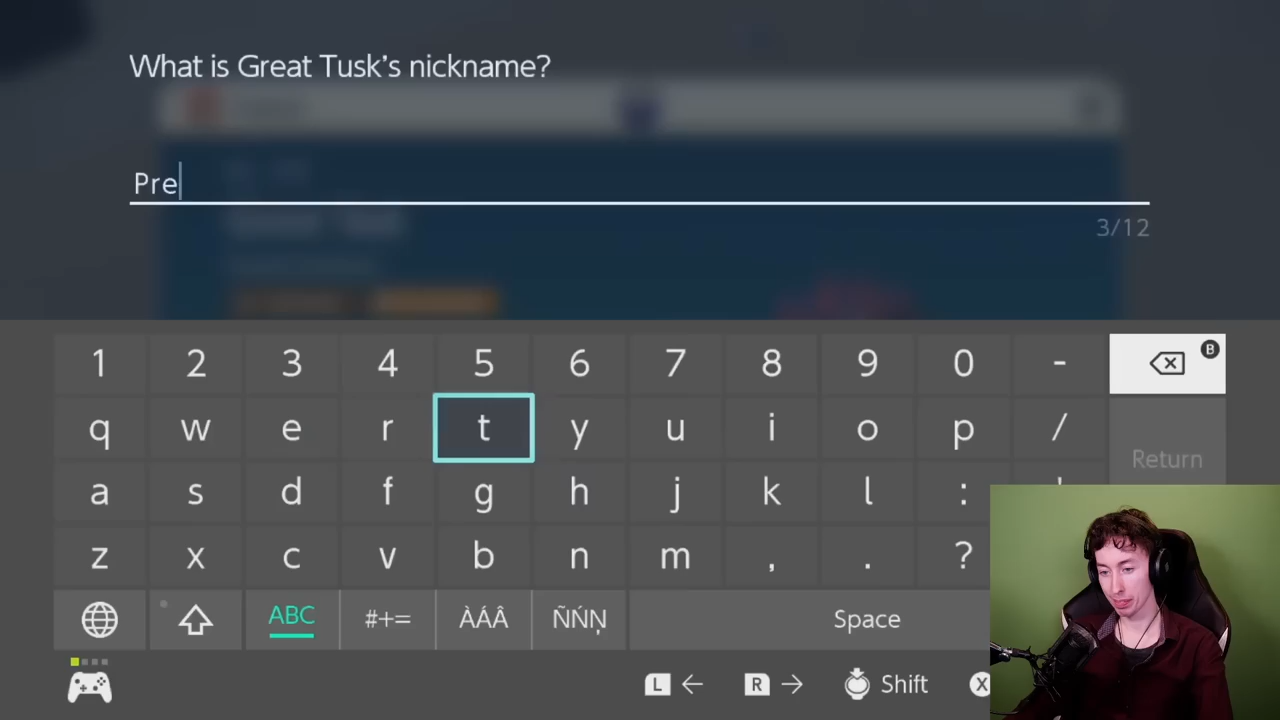 What is Great Tusk's nickname?
Pre
3/12
1 2 3 4 5 6 7 8 9 0 -
B
q w e r t y u i o p /
Return
a s d f g h j k l : '
z x c v b n m , . ?
ABC #+= ÀÁÂ ÑŃŅ Space
L ← R → Shift X